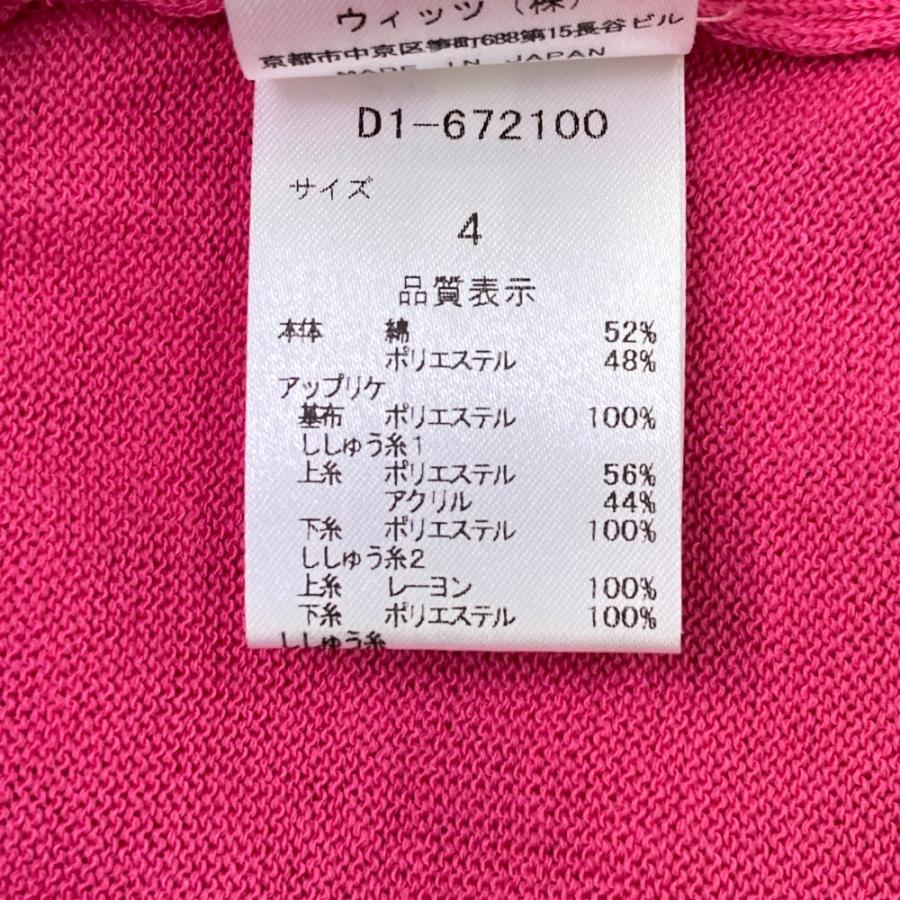 ウィッツ（株）
京都市中京区等町688第15長谷ビル
MADE IN JAPAN
D1-672100
サイズ
4
品質表示
本体 綿 52%
ポリエステル 48%
アップリケ
基布 ポリエステル 100%
ししゅう糸1
上糸 ポリエステル 56%
アクリル 44%
下糸 ポリエステル 100%
ししゅう糸2
上糸 レーヨン 100%
下糸 ポリエステル 100%
ししゅう糸